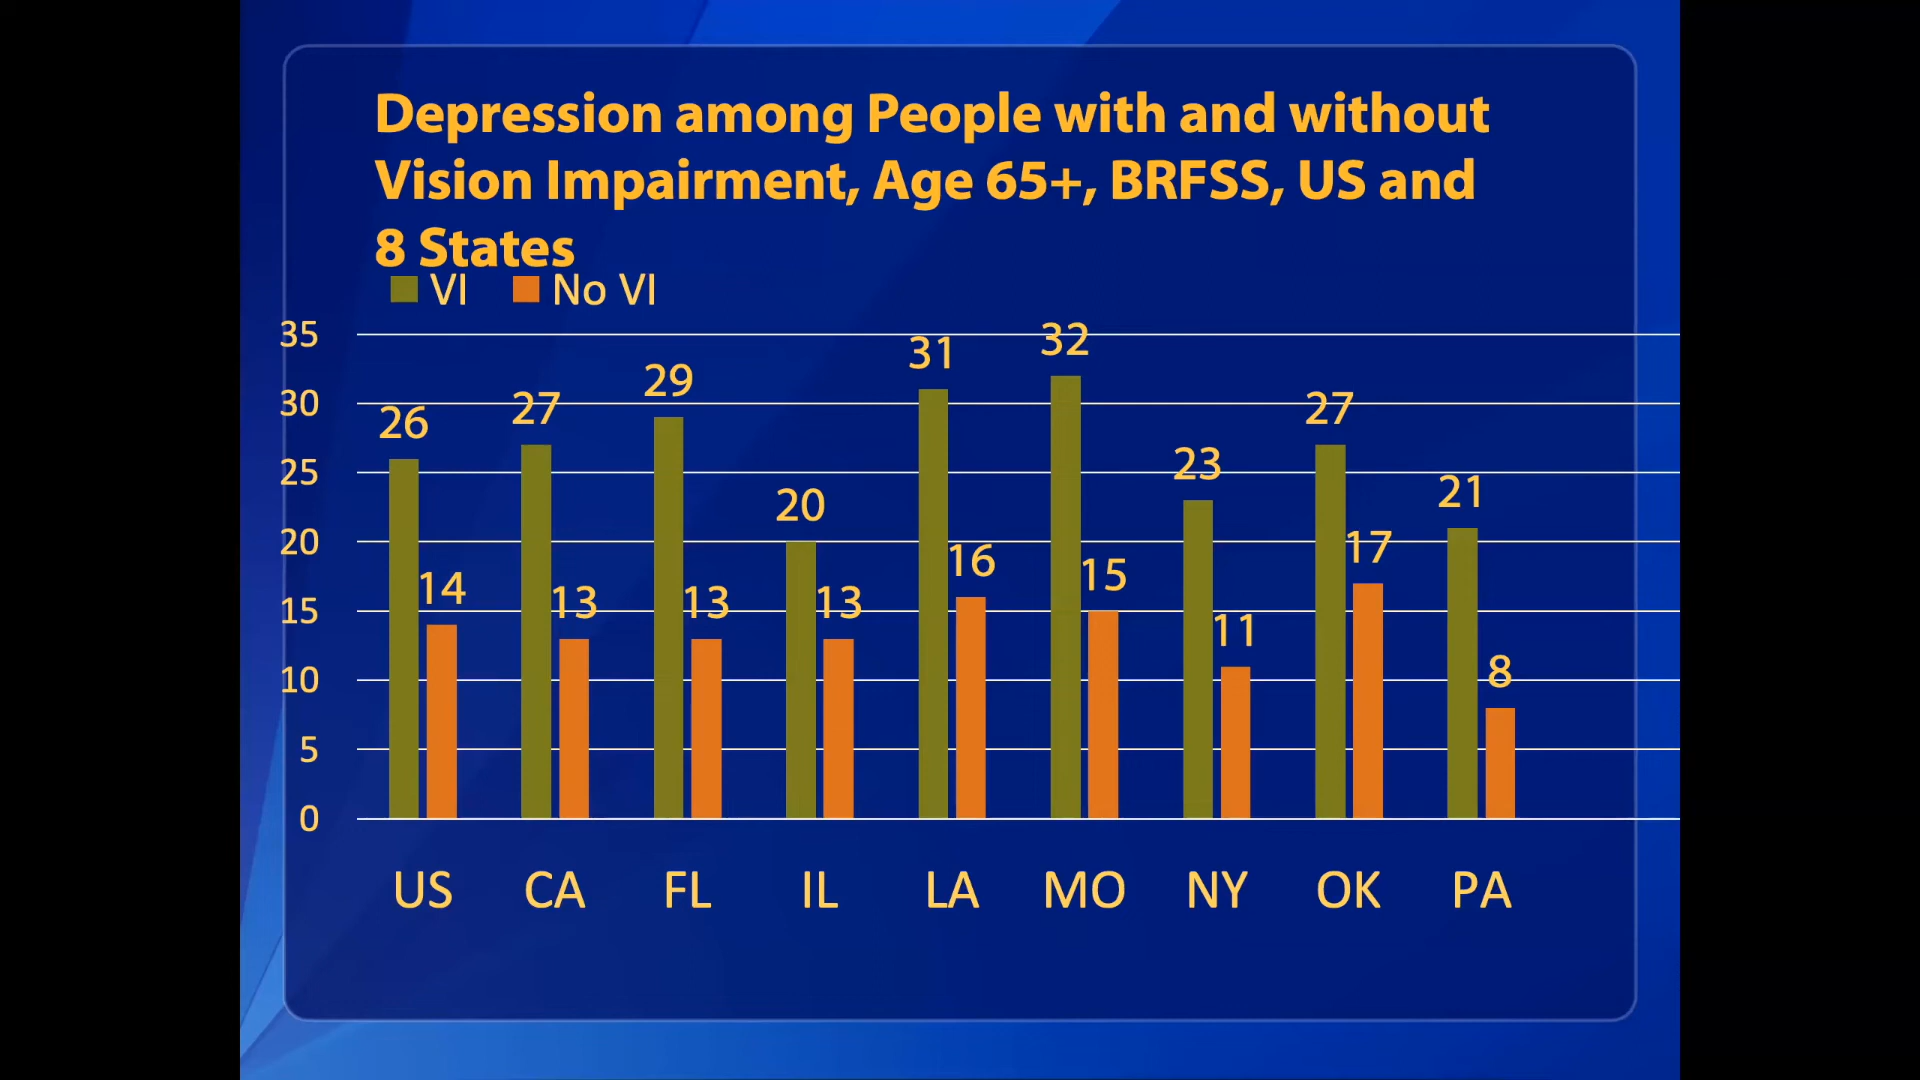 Depression among People with and without
Vision Impairment, Age 65+, BRFSS, US and
8 States
VI No VI
35
30
25
20
15
10
5
0
26 14 27 13 29 13 20 13 31 16 32 15 23 11 27 17 21 8
US CA FL IL LA MO NY OK PA